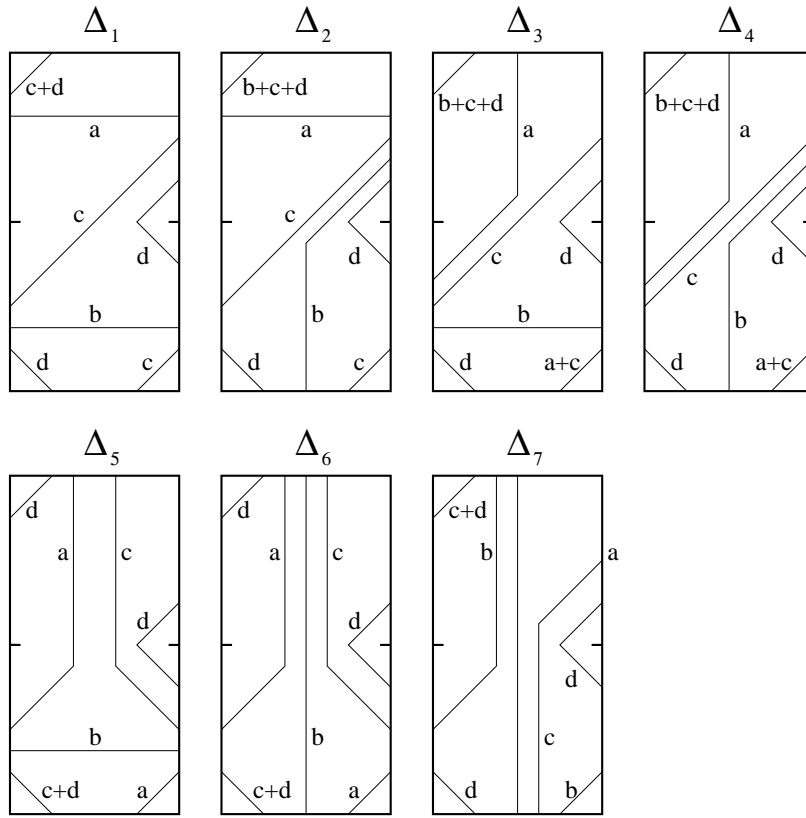 Δ₁ Δ₂ Δ₃ Δ₄
c+d b+c+d b+c+d b+c+d
a a a a
c c c c
d d d d
b b b b
d c d c d a+c d a+c
Δ₅ Δ₆ Δ₇
d d c+d
a c a c b a
d d d
b b c
c+d a c+d a d b